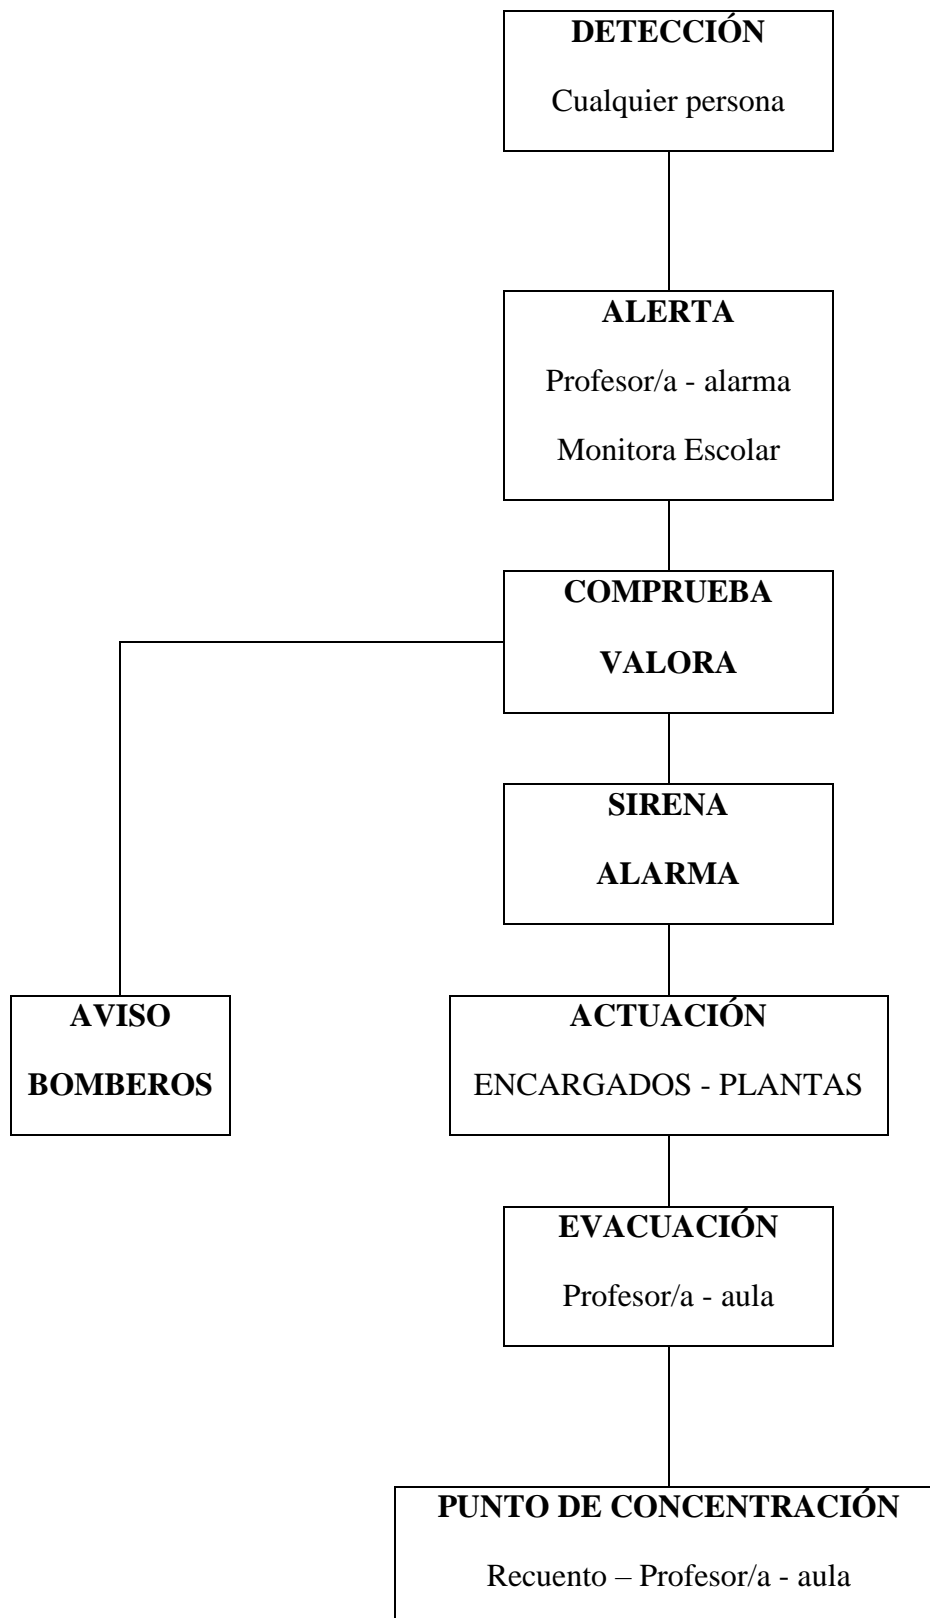 DETECCIÓN
Cualquier persona
ALERTA
Profesor/a - alarma
Monitora Escolar
COMPRUEBA
VALORA
SIRENA
ALARMA
AVISO
BOMBEROS
ACTUACIÓN
ENCARGADOS - PLANTAS
EVACUACIÓN
Profesor/a - aula
PUNTO DE CONCENTRACIÓN
Recuento – Profesor/a - aula